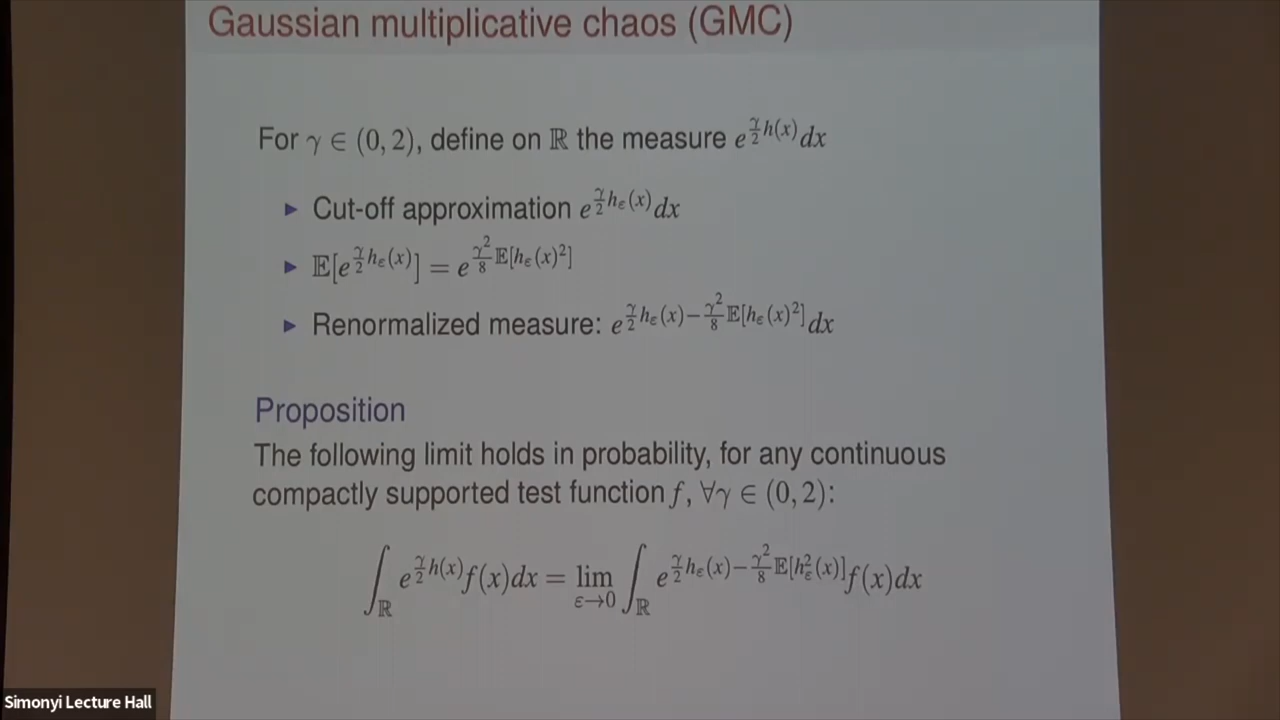 Gaussian multiplicative chaos (GMC)
For γ ∈ (0, 2), define on ℝ the measure e^{\frac{γ}{2}h(x)}dx
▶ Cut-off approximation e^{\frac{γ}{2}h_ε(x)}dx
▶ 𝔼[e^{\frac{γ}{2}h_ε(x)}] = e^{\frac{γ^2}{8}𝔼[h_ε(x)^2]}
▶ Renormalized measure: e^{\frac{γ}{2}h_ε(x)−\frac{γ^2}{8}𝔼[h_ε(x)^2]}dx
Proposition
The following limit holds in probability, for any continuous
compactly supported test function f, ∀γ ∈ (0, 2):
∫_ℝ e^{\frac{γ}{2}h(x)}f(x)dx = lim_{ε→0} ∫_ℝ e^{\frac{γ}{2}h_ε(x)−\frac{γ^2}{8}𝔼[h_ε^2(x)]}f(x)dx
Simonyi Lecture Hall